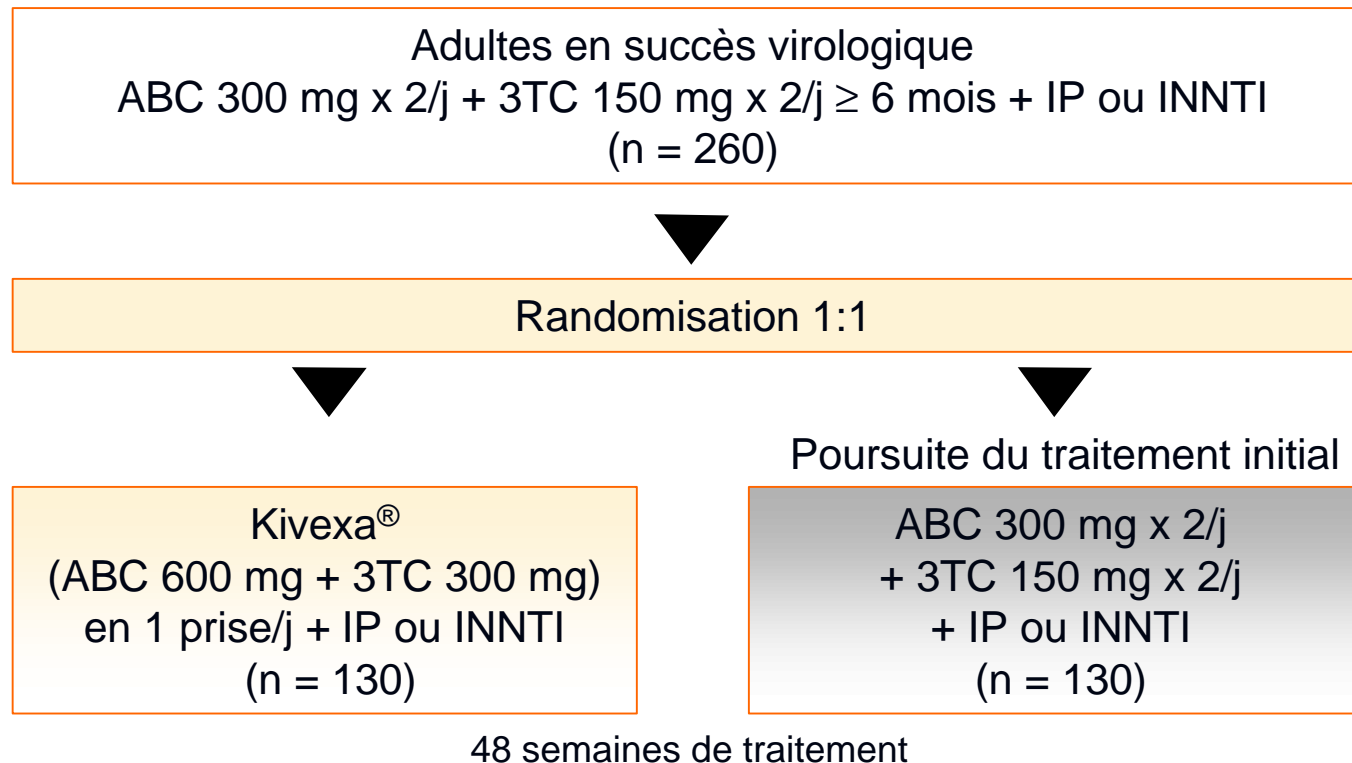 Adultes en succès virologique
ABC 300 mg x 2/j + 3TC 150 mg x 2/j ≥ 6 mois + IP ou INNTI
(n = 260)
Randomisation 1:1
Kivexa®
(ABC 600 mg + 3TC 300 mg)
en 1 prise/j + IP ou INNTI
(n = 130)
Poursuite du traitement initial
ABC 300 mg x 2/j
+ 3TC 150 mg x 2/j
+ IP ou INNTI
(n = 130)
48 semaines de traitement